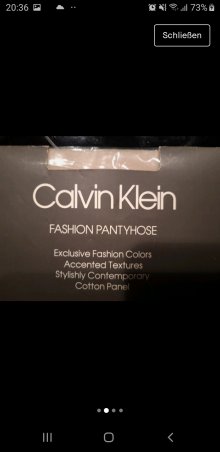 20:36
73%
Schließen
Calvin Klein
FASHION PANTYHOSE
Exclusive Fashion Colors
Accented Textures
Stylishly Contemporary
Cotton Panel